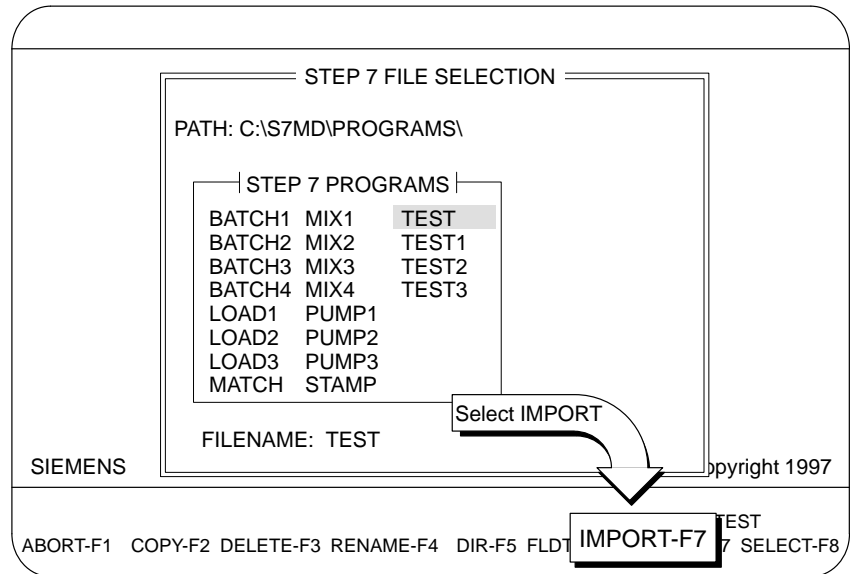 STEP 7 FILE SELECTION
PATH: C:\S7MD\PROGRAMS\
STEP 7 PROGRAMS
BATCH1 MIX1 TEST
BATCH2 MIX2 TEST1
BATCH3 MIX3 TEST2
BATCH4 MIX4 TEST3
LOAD1 PUMP1
LOAD2 PUMP2
LOAD3 PUMP3
MATCH STAMP
Select IMPORT
FILENAME: TEST
SIEMENS opyright 1997
TEST
ABORT-F1 COPY-F2 DELETE-F3 RENAME-F4 DIR-F5 FLDT IMPORT-F7 7 SELECT-F8